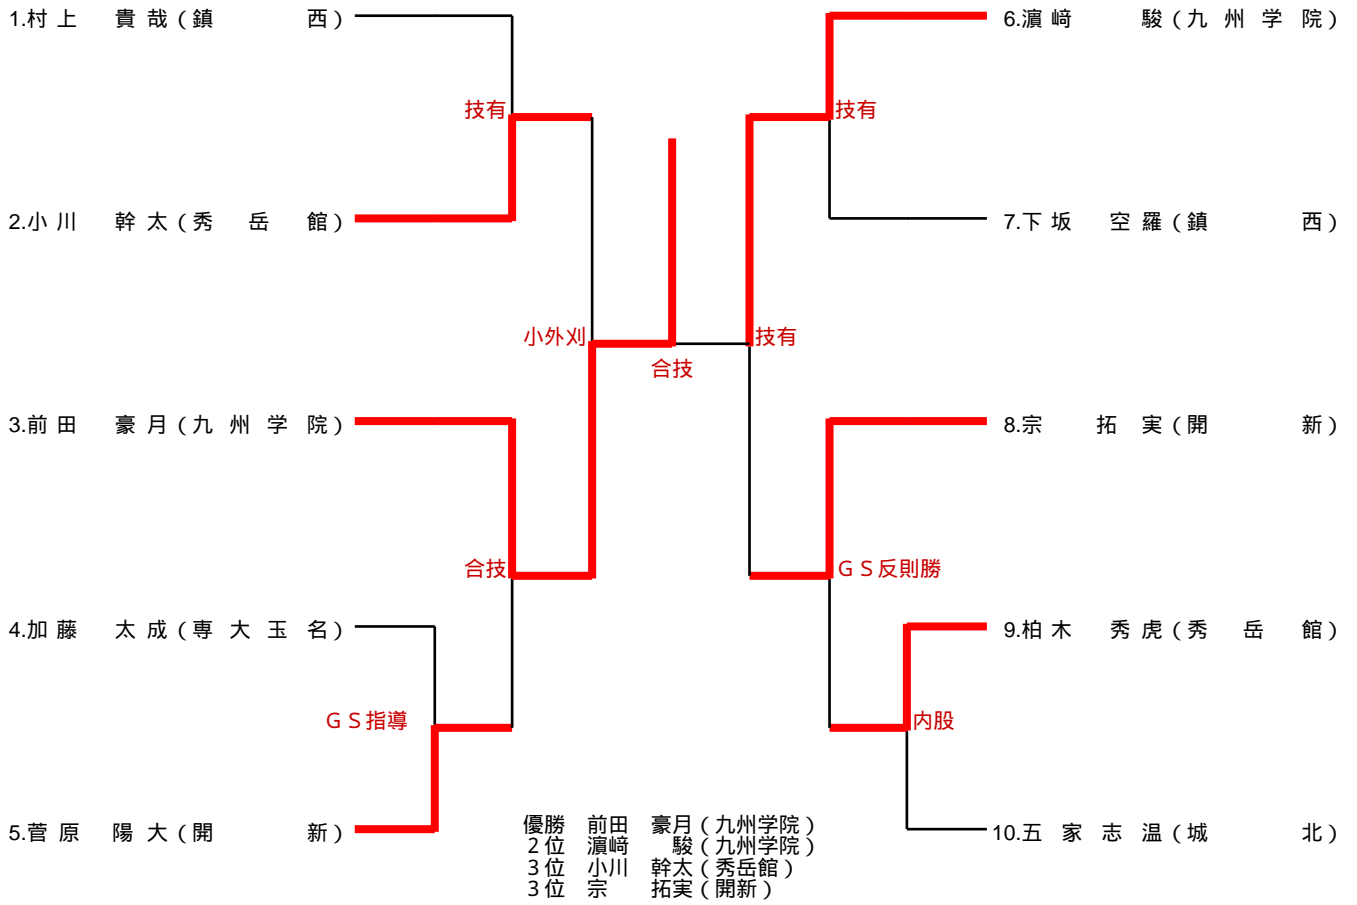 1.村上 貴哉(鎮 西)
6.濵﨑 駿(九州学院)
技有
技有
2.小川 幹太(秀岳館)
7.下坂 空羅(鎮 西)
小外刈
技有
合技
3.前田 豪月(九州学院)
8.宗 拓実(開 新)
合技
GS反則勝
4.加藤 太成(専大玉名)
9.柏木 秀虎(秀岳館)
GS指導
内股
5.菅原 陽大(開 新)
10.五家志温(城 北)
優勝 前田 豪月(九州学院)
2位 濵﨑 駿(九州学院)
3位 小川 幹太(秀岳館)
3位 宗 拓実(開新)